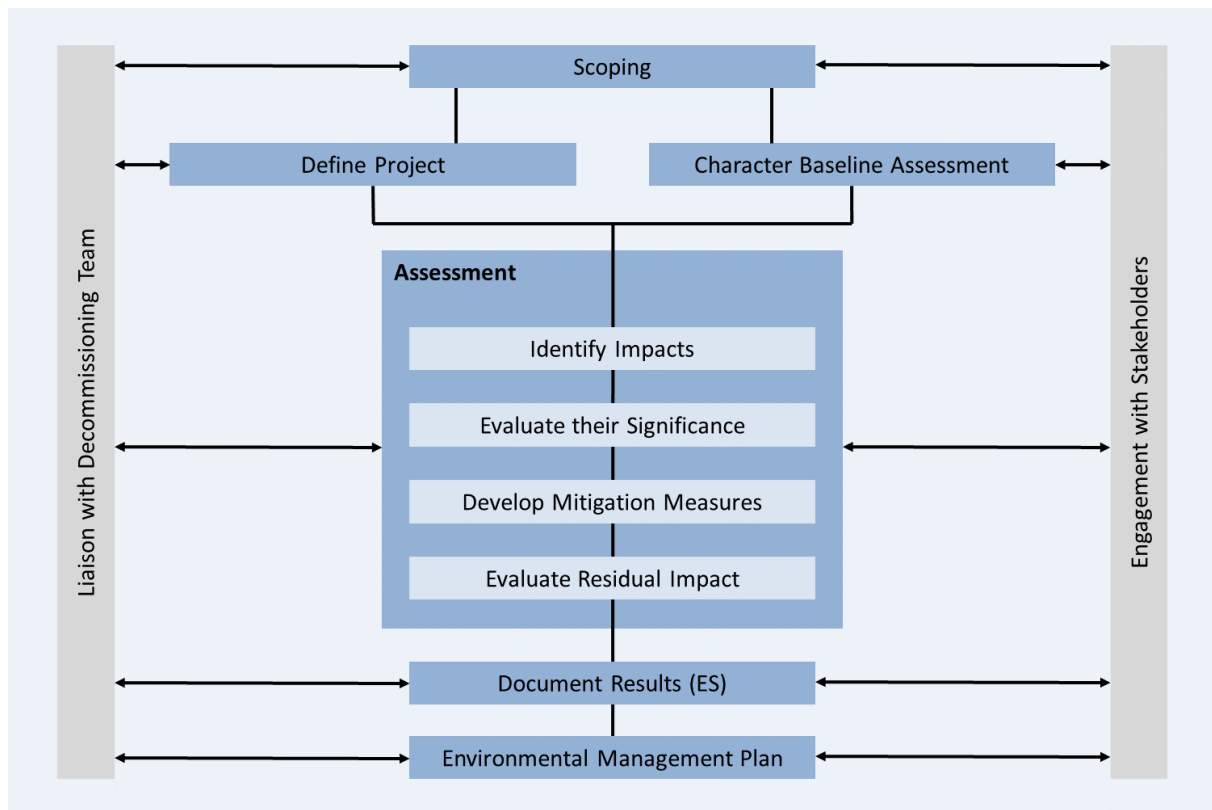 Scoping
Define Project
Character Baseline Assessment
Liaison with Decommissioning Team
Engagement with Stakeholders
Assessment
Identify Impacts
Evaluate their Significance
Develop Mitigation Measures
Evaluate Residual Impact
Document Results (ES)
Environmental Management Plan